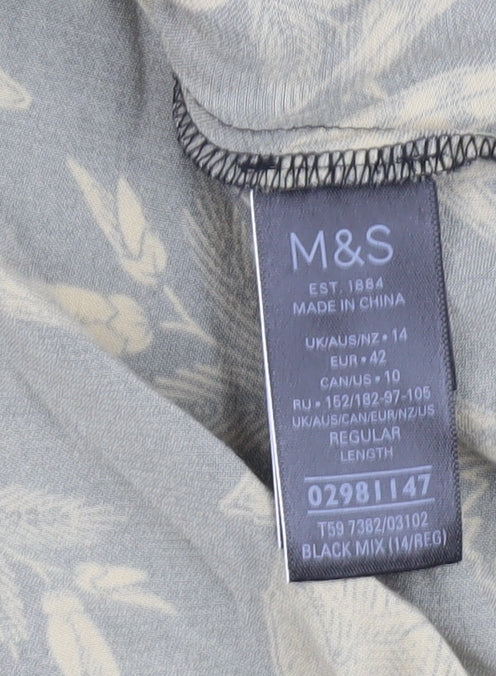 M&S
EST. 1884
MADE IN CHINA
UK/AUS/NZ • 14
EUR • 42
CAN/US • 10
RU • 152/182-97-105
UK/AUS/CAN/EUR/NZ/US
REGULAR
LENGTH
02981147
T59 7382/03102
BLACK MIX (14/REG)